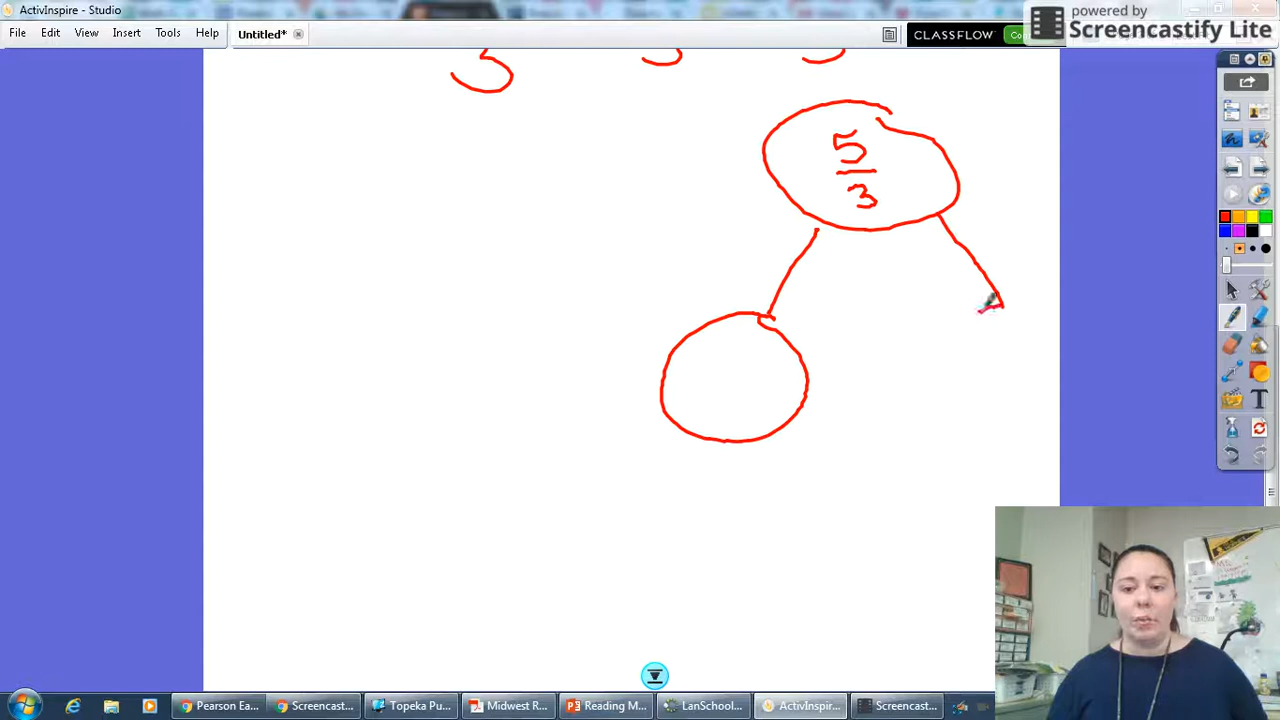 ActivInspire - Studio
powered by
Screencastify Lite
File Edit View Insert Tools Help
Untitled*
CLASSFLOW
5
3
T
Pearson Ea...
Screencast...
Topeka Pu...
Midwest R...
Reading M...
LanSchool...
ActivInspir...
Screencast...